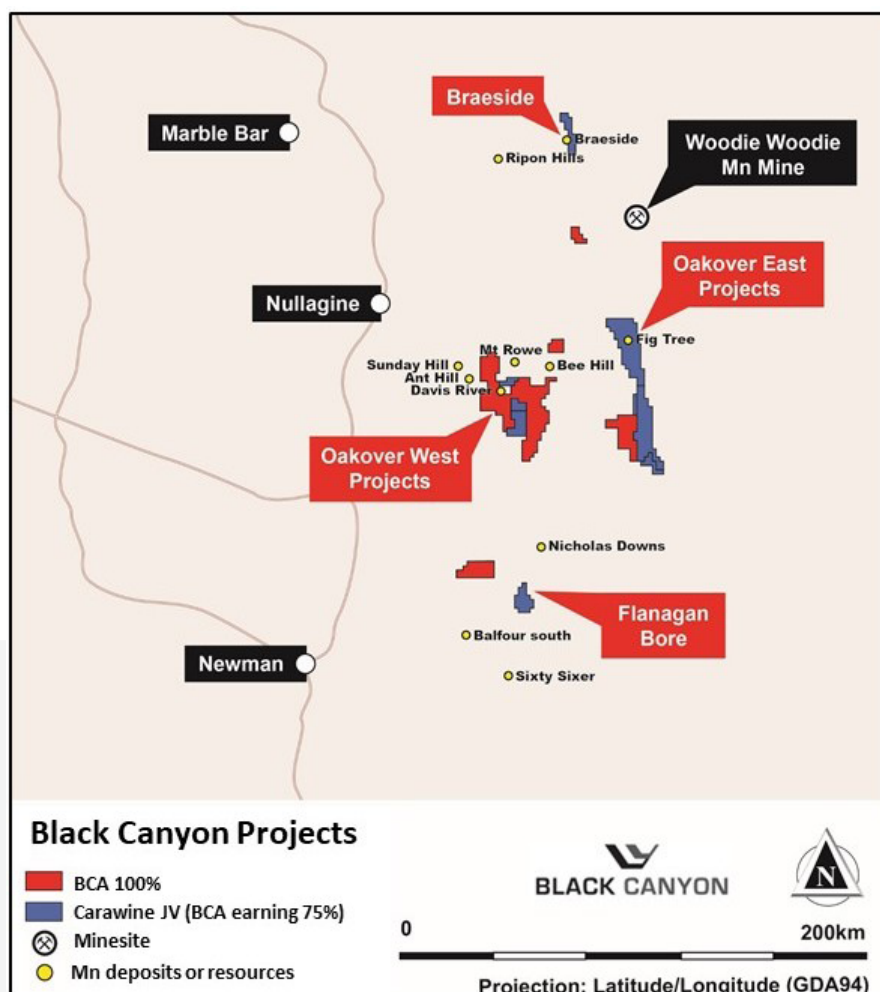 Braeside
Marble Bar
Braeside
Ripon Hills
Woodie Woodie
Mn Mine
Oakover East
Projects
Nullagine
Fig Tree
Mt Rowe
Sunday Hill
Bee Hill
Ant Hill
Davis River
Oakover West
Projects
Nicholas Downs
Flanagan
Bore
Balfour south
Newman
Sixty Sixer
Black Canyon Projects
BCA 100%
Carawine JV (BCA earning 75%)
Minesite
Mn deposits or resources
BLACK CANYON
N
0
200km
Projection: Latitude/Longitude (GDA94)